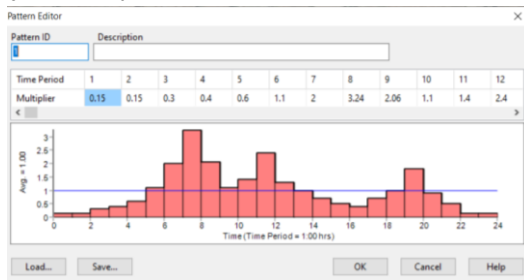 Pattern Editor
Pattern ID Description
1
Time Period 1 2 3 4 5 6 7 8 9 10 11 12
Multiplier 0.15 0.15 0.3 0.4 0.6 1.1 2 3.24 2.06 1.1 1.4 2.4
3
2.5
2
1.5
1
0.5
0
Avg. = 1.00
0 2 4 6 8 10 12 14 16 18 20 22 24
Time (Time Period = 1:00 hrs)
Load... Save... OK Cancel Help